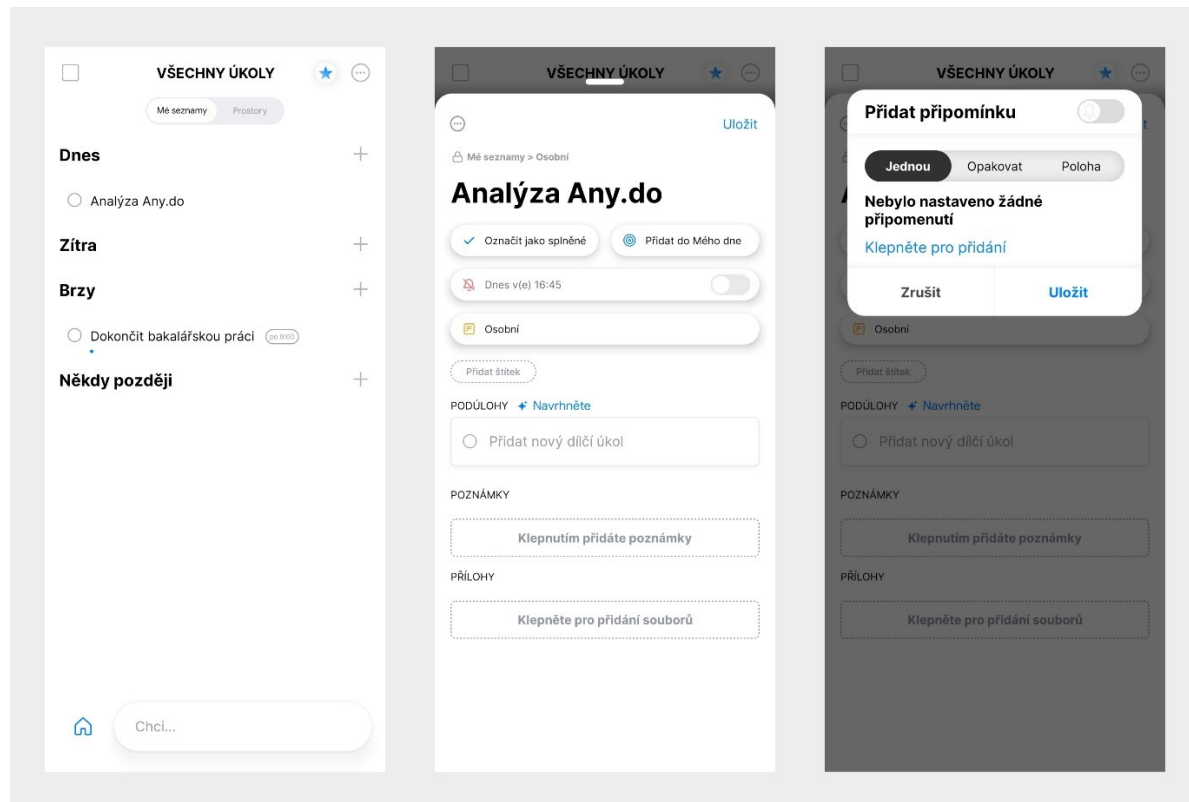 VŠECHNY ÚKOLY
Mé seznamy Prostory
Dnes
Analýza Any.do
Zítra
Brzy
Dokončit bakalářskou práci po 9:00
Někdy později
Chci...
VŠECHNY ÚKOLY
Uložit
Mé seznamy > Osobní
Analýza Any.do
Označit jako splněné Přidat do Mého dne
Dnes v(e) 16:45
Osobní
Přidat štítek
PODÚLOHY Navrhněte
Přidat nový dílčí úkol
POZNÁMKY
Klepnutím přidáte poznámky
PŘÍLOHY
Klepněte pro přidání souborů
VŠECHNY ÚKOLY
Přidat připomínku
Jednou Opakovat Poloha
Nebylo nastaveno žádné
připomenutí
Klepněte pro přidání
Zrušit Uložit
Osobní
Přidat štítek
PODÚLOHY Navrhněte
Přidat nový dílčí úkol
POZNÁMKY
Klepnutím přidáte poznámky
PŘÍLOHY
Klepněte pro přidání souborů